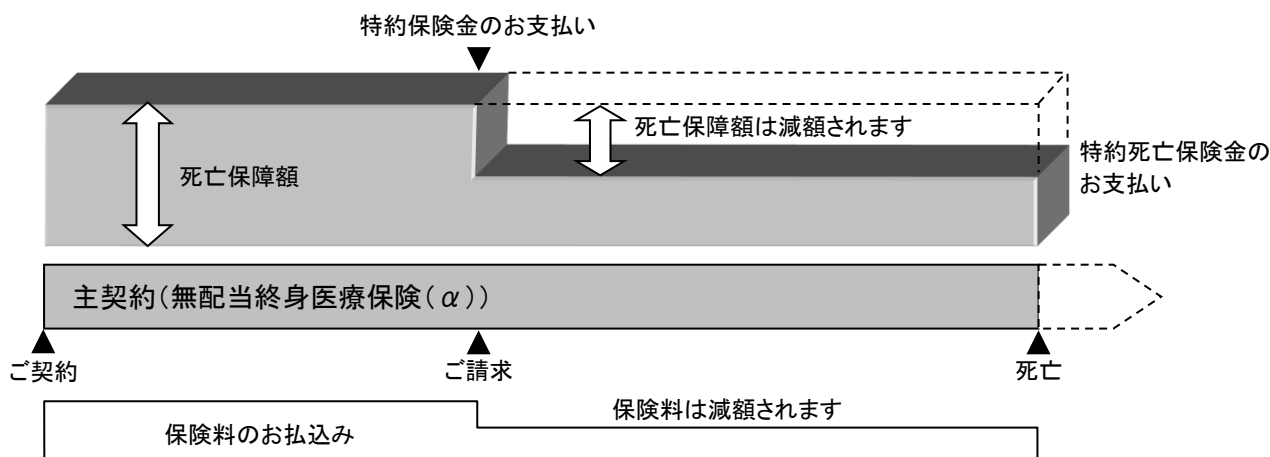 特約保険金のお支払い
死亡保障額は減額されます
死亡保障額
特約死亡保険金の
お支払い
主契約(無配当終身医療保険(α))
ご契約
ご請求
死亡
保険料のお払込み
保険料は減額されます